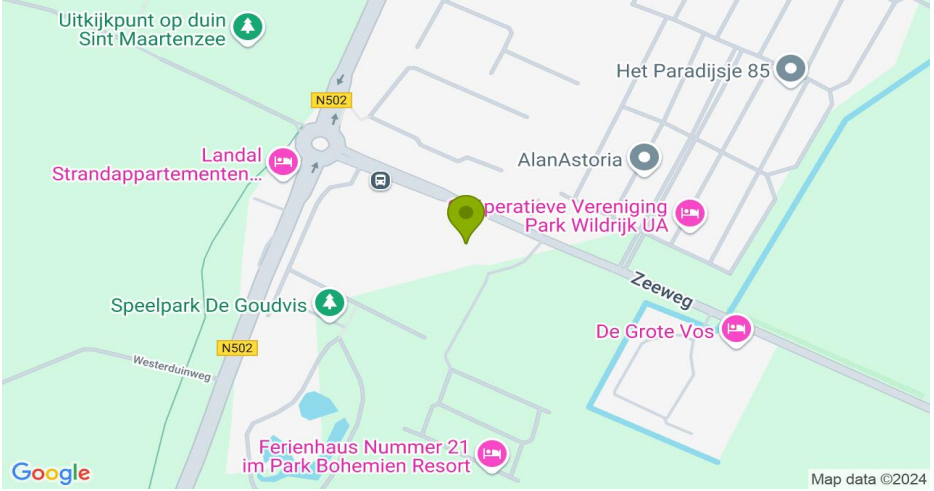 Uitkijkpunt op duin
Sint Maartenzee
N502
Het Paradijsje 85
Landal
Strandappartementen...
AlanAstoria
peratieve Vereniging
Park Wildrijk UA
Zeeweg
Speelpark De Goudvis
De Grote Vos
N502
Westerduinweg
Ferienhaus Nummer 21
im Park Bohemien Resort
Google
Map data ©2024